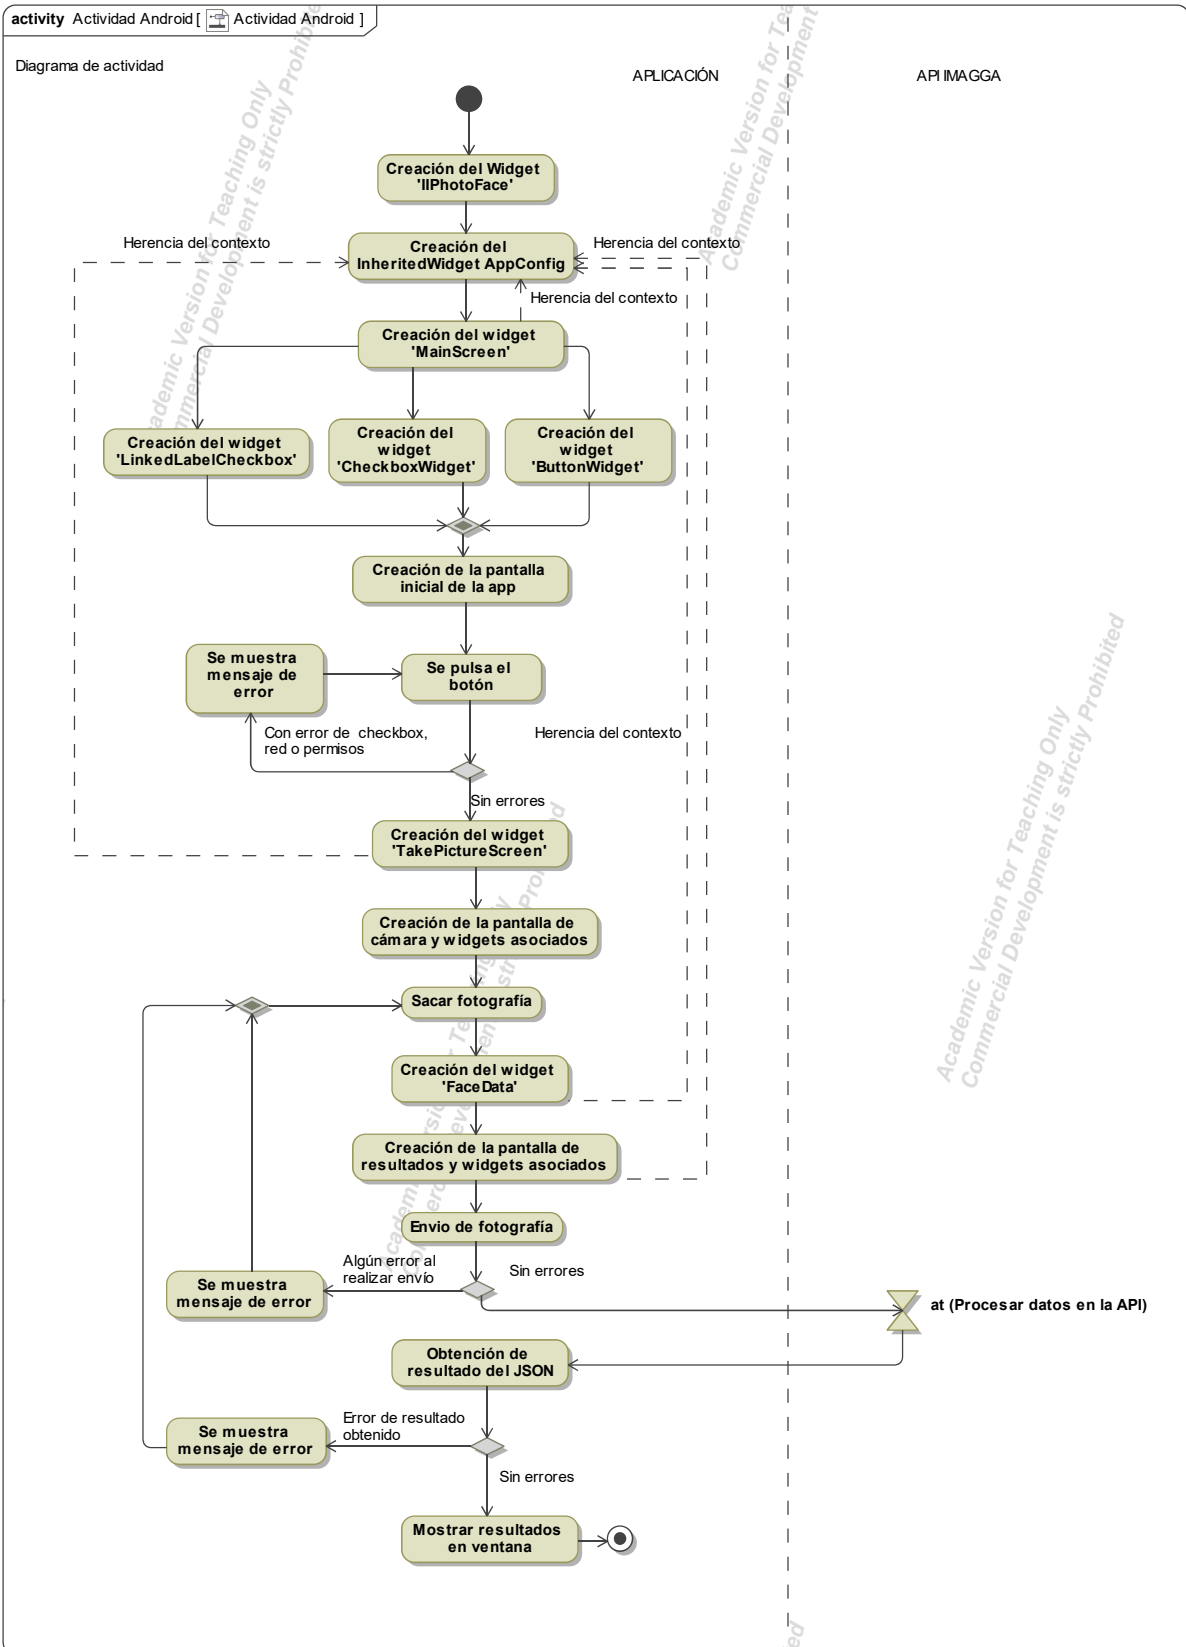 activity Actividad Android [ Actividad Android ]
Diagrama de actividad
APLICACIÓN
API IMAGGA
Creación del Widget
'IIPhotoFace'
Herencia del contexto
Creación del
InheritedWidget AppConfig
Herencia del contexto
Herencia del contexto
Creación del widget
'MainScreen'
Creación del widget
'LinkedLabelCheckbox'
Creación del
widget
'CheckboxWidget'
Creación del
widget
'ButtonWidget'
Creación de la pantalla
inicial de la app
Se muestra
mensaje de
error
Se pulsa el
botón
Con error de checkbox,
red o permisos
Herencia del contexto
Sin errores
Creación del widget
'TakePictureScreen'
Creación de la pantalla de
cámara y widgets asociados
Sacar fotografía
Creación del widget
'FaceData'
Creación de la pantalla de
resultados y widgets asociados
Envio de fotografía
Algún error al
realizar envío
Sin errores
Se muestra
mensaje de error
at (Procesar datos en la API)
Obtención de
resultado del JSON
Error de resultado
obtenido
Se muestra
mensaje de error
Sin errores
Mostrar resultados
en ventana
Academic Version for Teaching Only
Commercial Development is strictly Prohibited